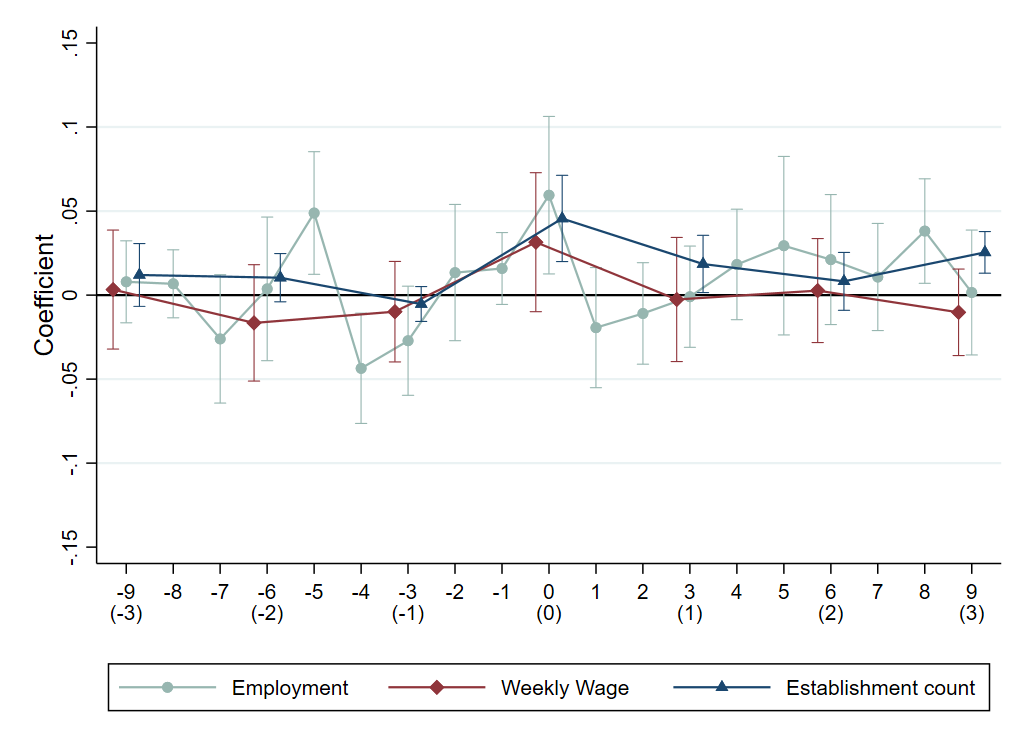 Coefficient
.15
.1
.05
0
-.05
-.1
-.15
-9 -8 -7 -6 -5 -4 -3 -2 -1 0 1 2 3 4 5 6 7 8 9
(-3) (-2) (-1) (0) (1) (2) (3)
Employment Weekly Wage Establishment count